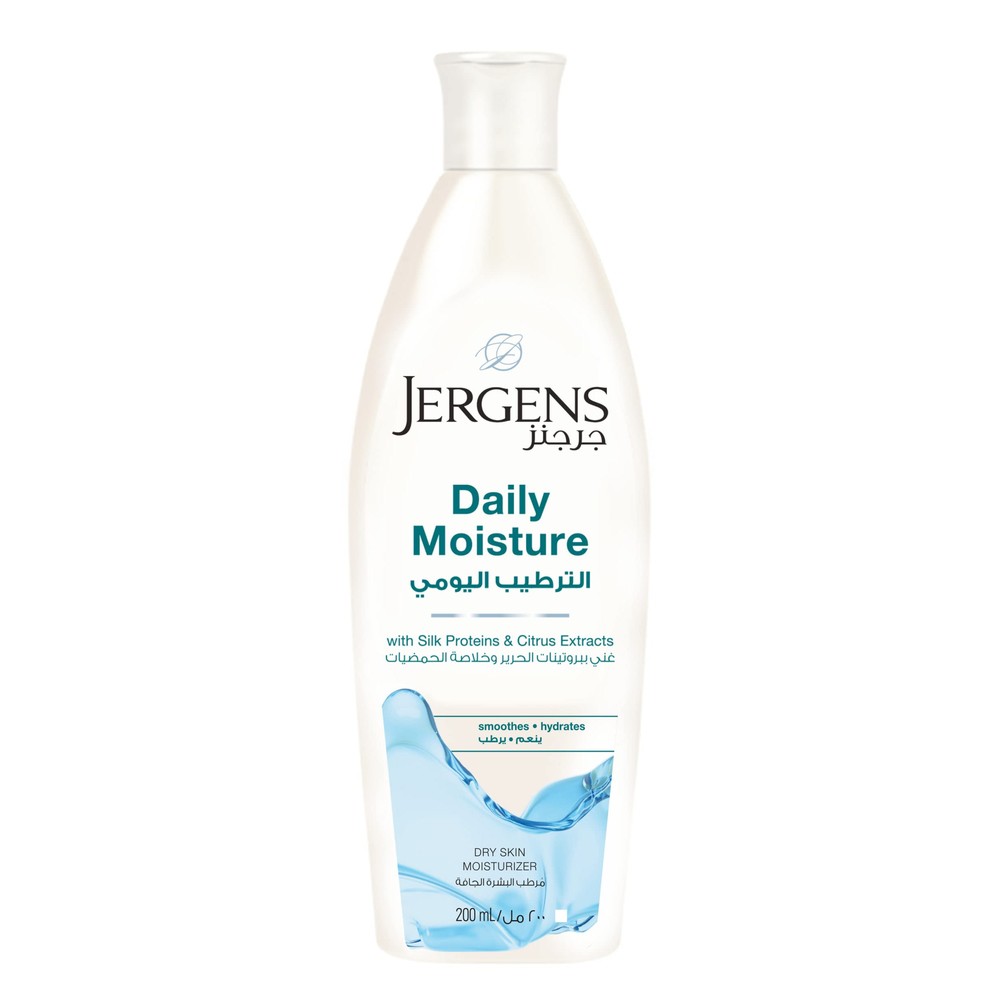 JERGENS
جرجنز
Daily
Moisture
الترطيب اليومي
with Silk Proteins & Citrus Extracts
غني ببروتينات الحرير وخلاصة الحمضيات
smoothes • hydrates
ينعم • يرطب
DRY SKIN
MOISTURIZER
مرطب البشرة الجافة
200 mL/٢٠٠ مل